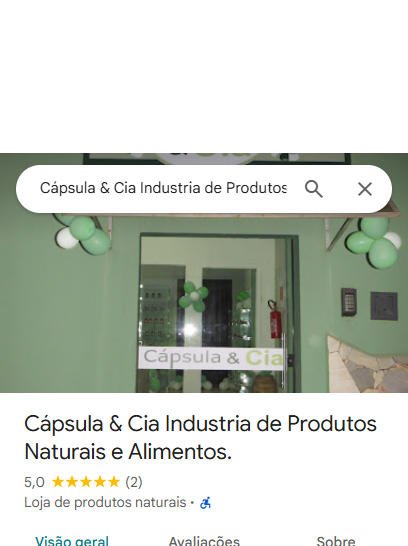 Cápsula & Cia Industria de Produtos
Cápsula & Cia
Cápsula & Cia Industria de Produtos
Naturais e Alimentos.
5,0 (2)
Loja de produtos naturais ·
Visão geral Avaliações Sobre